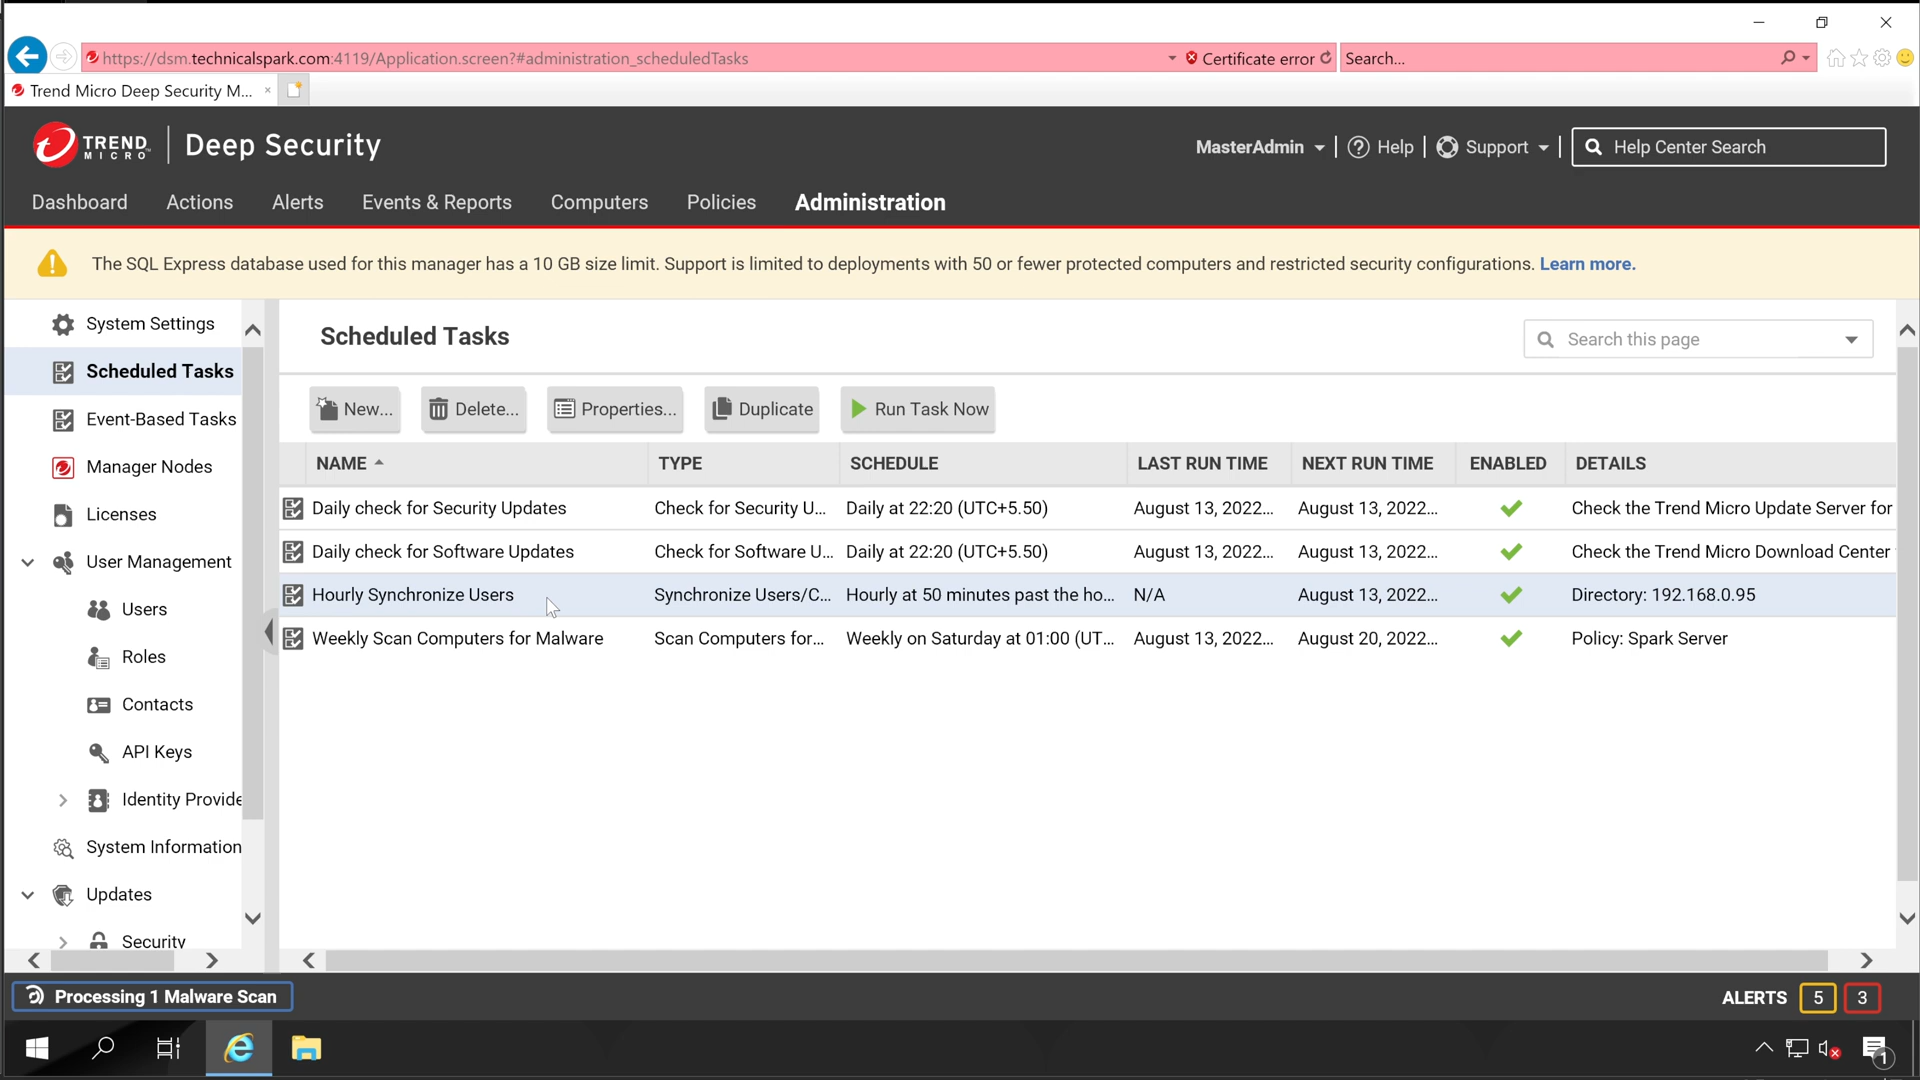 https://dsm.technicalspark.com:4119/Application.screen?#administration_scheduledTasks
Certificate error
Search...
Trend Micro Deep Security M...
TREND MICRO
Deep Security
MasterAdmin
Help
Support
Help Center Search
Dashboard
Actions
Alerts
Events & Reports
Computers
Policies
Administration
The SQL Express database used for this manager has a 10 GB size limit. Support is limited to deployments with 50 or fewer protected computers and restricted security configurations. Learn more.
System Settings
Scheduled Tasks
Event-Based Tasks
Manager Nodes
Licenses
User Management
Users
Roles
Contacts
API Keys
Identity Provide
System Information
Updates
Security
Scheduled Tasks
Search this page
New...
Delete...
Properties...
Duplicate
Run Task Now
NAME TYPE SCHEDULE LAST RUN TIME NEXT RUN TIME ENABLED DETAILS
Daily check for Security Updates Check for Security U... Daily at 22:20 (UTC+5.50) August 13, 2022... August 13, 2022... Check the Trend Micro Update Server for
Daily check for Software Updates Check for Software U... Daily at 22:20 (UTC+5.50) August 13, 2022... August 13, 2022... Check the Trend Micro Download Center
Hourly Synchronize Users Synchronize Users/C... Hourly at 50 minutes past the ho... N/A August 13, 2022... Directory: 192.168.0.95
Weekly Scan Computers for Malware Scan Computers for... Weekly on Saturday at 01:00 (UT... August 13, 2022... August 20, 2022... Policy: Spark Server
Processing 1 Malware Scan
ALERTS 5 3
1